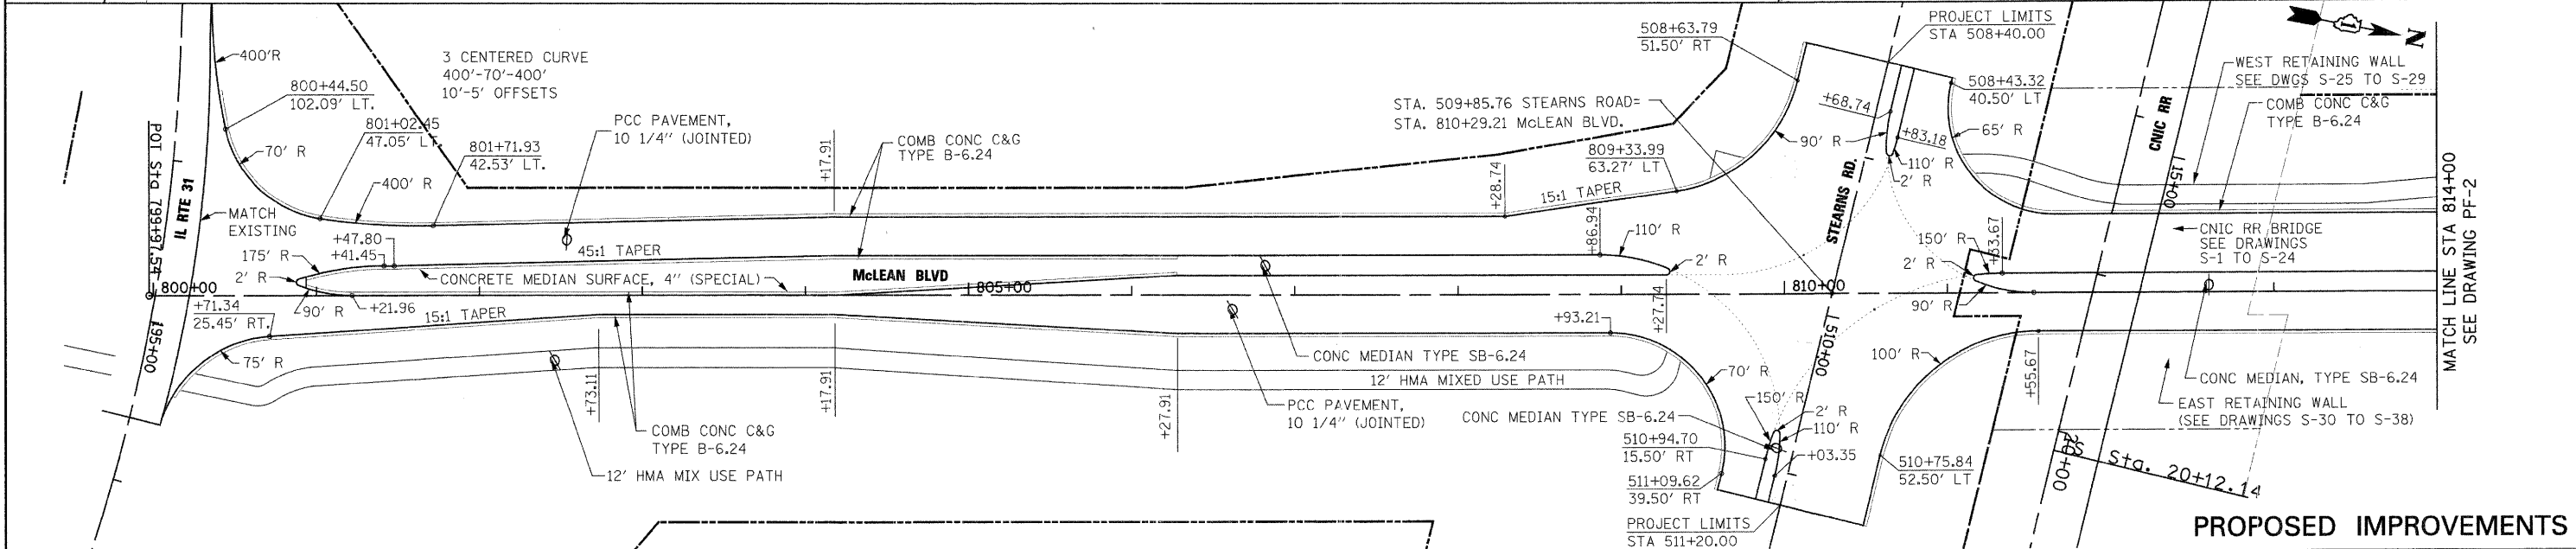 400'R
800+44.50
102.09' LT.
3 CENTERED CURVE
400'-70'-400'
10'-5' OFFSETS
801+02.45
47.05' LT.
70' R
801+71.93
42.53' LT.
400' R
POT Sta 799+97.54
IL RTE 31
MATCH
EXISTING
+47.80
+41.45
175' R
2' R
800+00
+71.34
25.45' RT.
90' R
+21.96
195+00
75' R
15:1 TAPER
45:1 TAPER
CONCRETE MEDIAN SURFACE, 4" (SPECIAL)
McLEAN BLVD
PCC PAVEMENT,
10 1/4" (JOINTED)
+17.91
COMB CONC C&G
TYPE B-6.24
805+00
+73.11
+17.91
+27.91
COMB CONC C&G
TYPE B-6.24
12' HMA MIX USE PATH
CONC MEDIAN TYPE SB-6.24
12' HMA MIXED USE PATH
PCC PAVEMENT,
10 1/4" (JOINTED)
508+63.79
51.50' RT
STA. 509+85.76 STEARNS ROAD=
STA. 810+29.21 McLEAN BLVD.
809+33.99
63.27' LT
+28.74
15:1 TAPER
+86.94
110' R
2' R
+27.74
+93.21
70' R
CONC MEDIAN TYPE SB-6.24
150' R
2' R
110' R
+03.35
510+94.70
15.50' RT
511+09.62
39.50' RT
PROJECT LIMITS
STA 511+20.00
PROJECT LIMITS
STA 508+40.00
+68.74
90' R
+83.18
110' R
2' R
508+43.32
40.50' LT
65' R
STEARNS RD.
810+00
510+00
150' R
+53.67
2' R
90' R
100' R
+55.67
510+75.84
52.50' LT
CNIC RR
15+00
1
N
WEST RETAINING WALL
SEE DWGS S-25 TO S-29
COMB CONC C&G
TYPE B-6.24
CNIC RR BRIDGE
SEE DRAWINGS
S-1 TO S-24
CONC MEDIAN, TYPE SB-6.24
EAST RETAINING WALL
(SEE DRAWINGS S-30 TO S-38)
20+00
Sta. 20+12.14
MATCH LINE STA 814+00
SEE DRAWING PF-2
PROPOSED IMPROVEMENTS